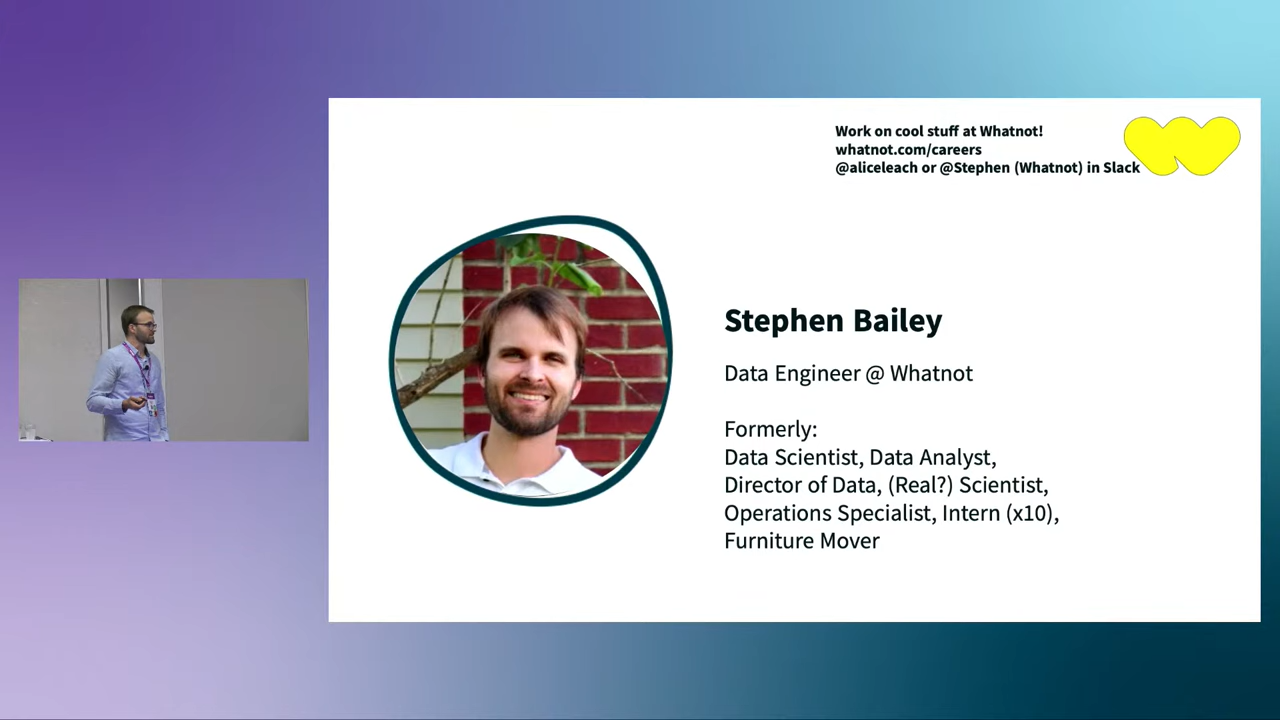 Work on cool stuff at Whatnot!
whatnot.com/careers
@aliceleach or @Stephen (Whatnot) in Slack
Stephen Bailey
Data Engineer @ Whatnot
Formerly:
Data Scientist, Data Analyst,
Director of Data, (Real?) Scientist,
Operations Specialist, Intern (x10),
Furniture Mover